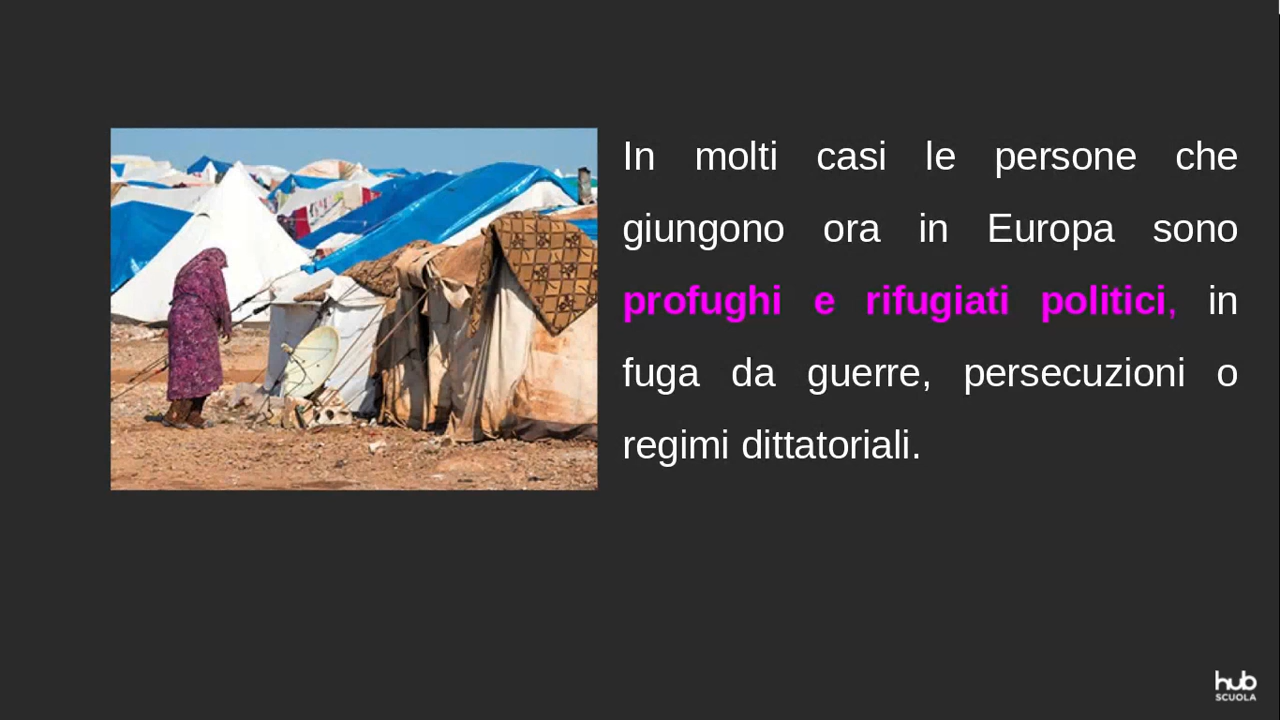 In molti casi le persone che
giungono ora in Europa sono
profughi e rifugiati politici, in
fuga da guerre, persecuzioni o
regimi dittatoriali.
hub
SCUOLA